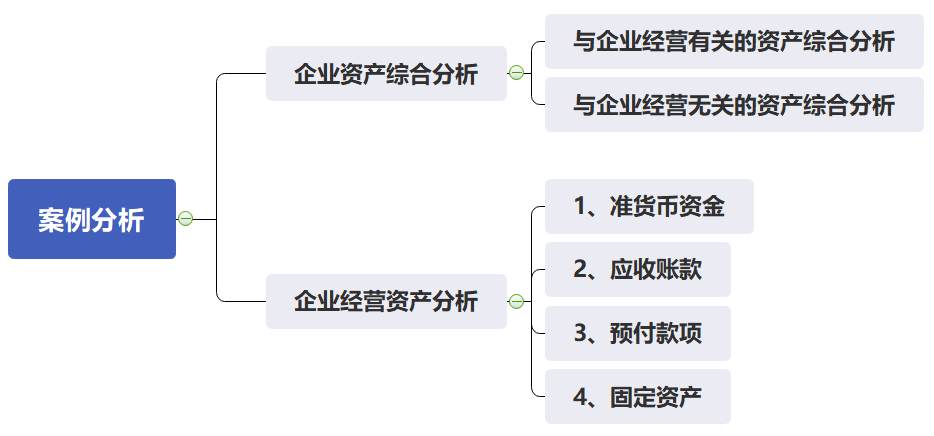 案例分析
企业资产综合分析
与企业经营有关的资产综合分析
与企业经营无关的资产综合分析
企业经营资产分析
1、准货币资金
2、应收账款
3、预付款项
4、固定资产